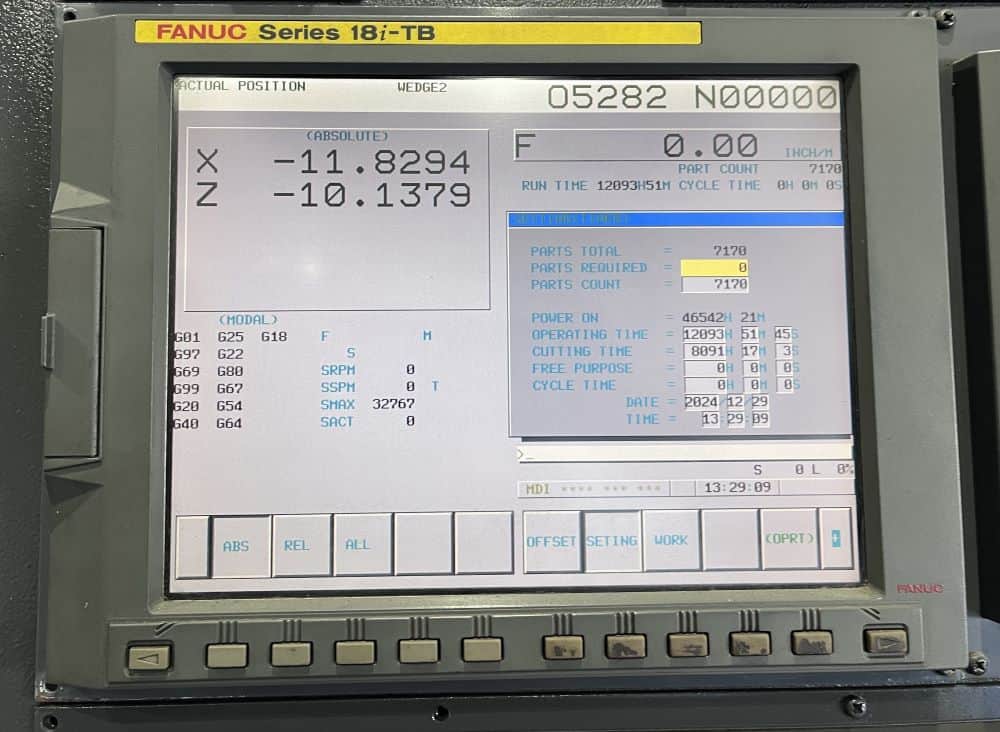 FANUC Series 18i-TB
ACTUAL POSITION WEDGE2 O5282 N00000
(ABSOLUTE)
X -11.8294
Z -10.1379
F 0.00 INCH/M
PART COUNT 7170
RUN TIME 12093H51M CYCLE TIME 0H 0M 0S
PARTS TOTAL = 7170
PARTS REQUIRED = 0
PARTS COUNT = 7170
POWER ON = 46542H 21M
OPERATING TIME = 12093H 51M 45S
CUTTING TIME = 8091H 17M 3S
FREE PURPOSE = 0H 0M 0S
CYCLE TIME = 0H 0M 0S
DATE = 2024/12/29
TIME = 13:29:09
(MODAL)
G01 G25 G18 F M
G97 G22 S
G69 G80 SRPM 0
G99 G67 SSPM 0 T
G20 G54 SMAX 32767
G40 G64 SACT 0
>_
S 0 L 0%
MDI **** *** *** 13:29:09
ABS REL ALL
OFFSET SETING WORK (OPRT) +
FANUC